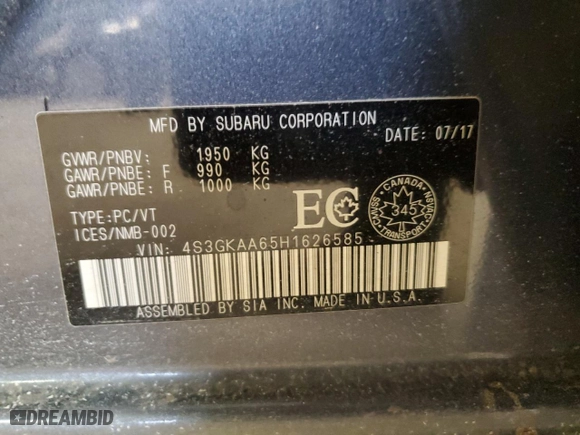 MFD BY SUBARU CORPORATION
DATE: 07/17
GVWR/PNBV: 1950 KG
GAWR/PNBE: F 990 KG
GAWR/PNBE: R 1000 KG
TYPE:PC/VT
ICES/NMB-002
EC
CANADA
NSVAC
345
CVASS
TRANSPORT
VIN: 4S3GKAA65H1626585
ASSEMBLED BY SIA INC. MADE IN U.S.A.
DREAMBID